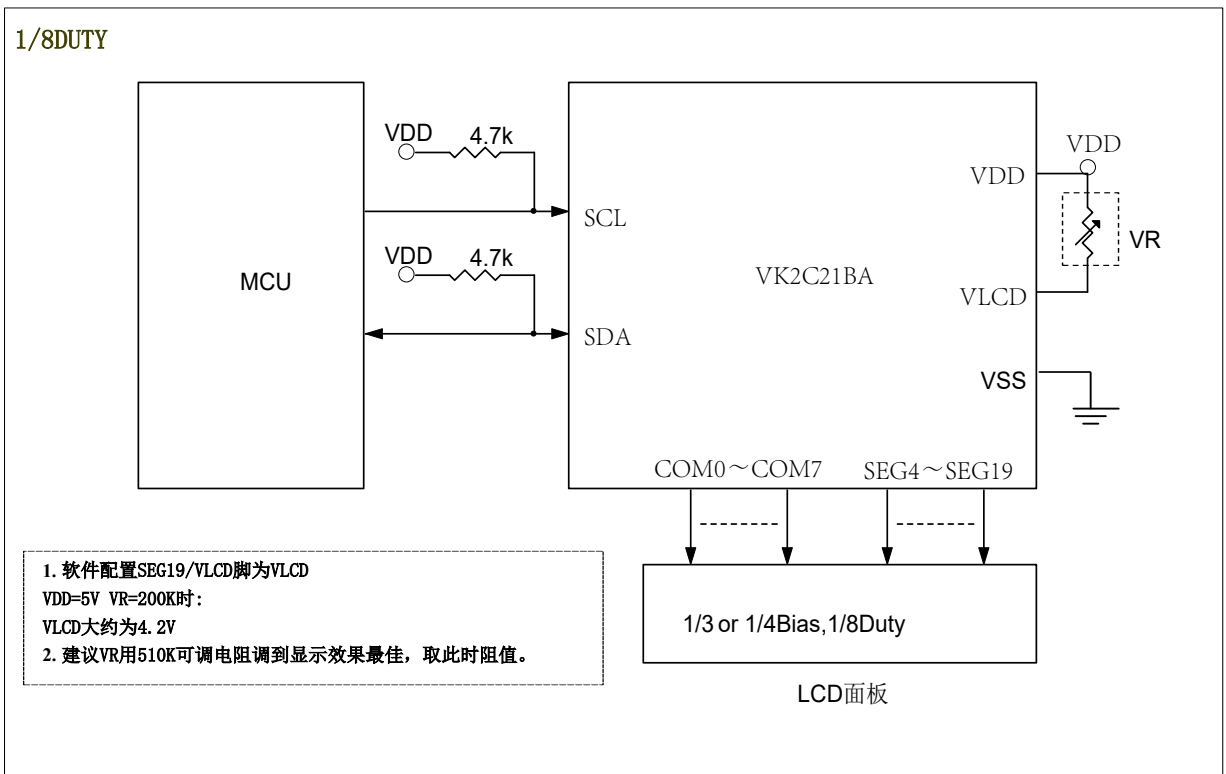 1/8DUTY
VDD 4.7k
VDD
VDD
SCL
VR
VDD 4.7k
MCU
VK2C21BA
VLCD
SDA
VSS
COM0～COM7 SEG4～SEG19
1. 软件配置SEG19/VLCD脚为VLCD
VDD=5V VR=200K时:
VLCD大约为4.2V
2. 建议VR用510K可调电阻调到显示效果最佳，取此时阻值。
1/3 or 1/4Bias,1/8Duty
LCD面板